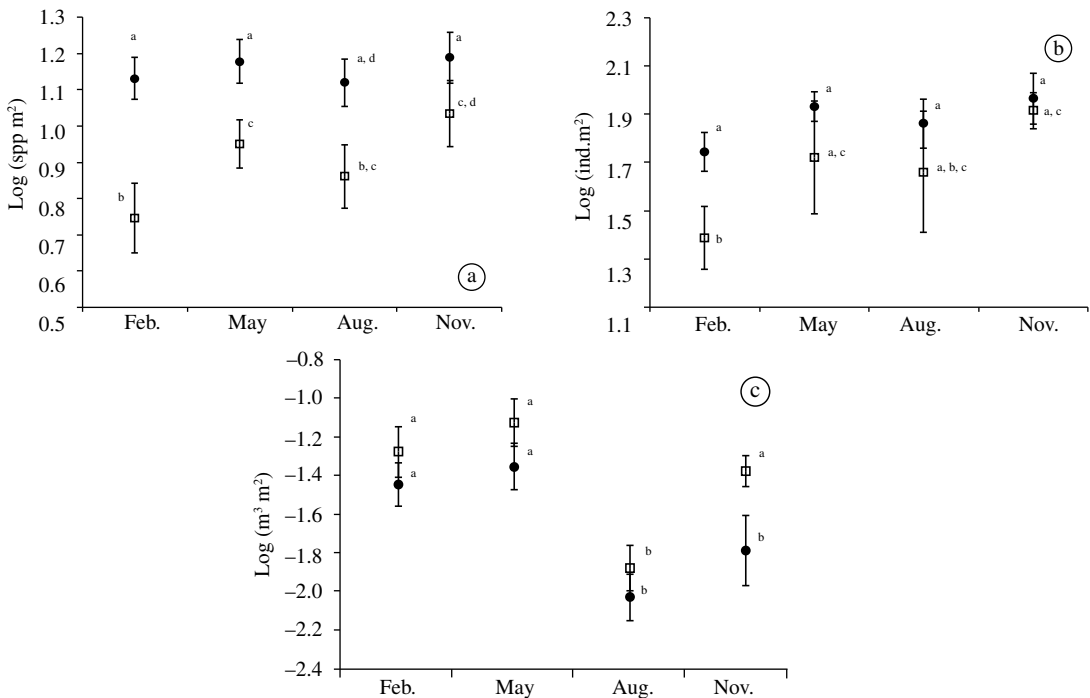 1.3
1.2
1.1
1.0
0.9
0.8
0.7
0.6
0.5
Log (spp m²)
a
a
a, d
a
b
c
b, c
c, d
a
Feb. May Aug. Nov.
2.3
2.1
1.9
1.7
1.5
1.3
1.1
Log (ind.m²)
b
a
a
a
a
b
a, c
a, b, c
a, c
Feb. May Aug. Nov.
−0.8
−1.0
−1.2
−1.4
−1.6
−1.8
−2.0
−2.2
−2.4
Log (m³ m²)
c
a
a
a
a
b
b
a
b
Feb. May Aug. Nov.